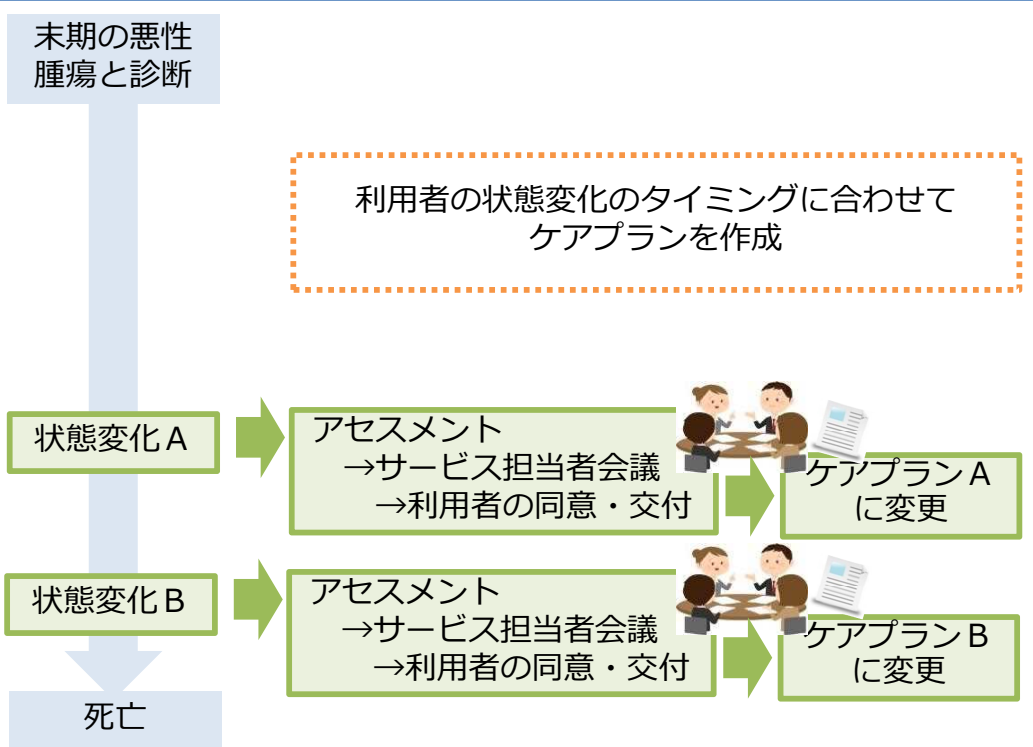 末期の悪性
腫瘍と診断
利用者の状態変化のタイミングに合わせて
ケアプランを作成
状態変化A
アセスメント
→サービス担当者会議
→利用者の同意・交付
ケアプランA
に変更
状態変化B
アセスメント
→サービス担当者会議
→利用者の同意・交付
ケアプランB
に変更
死亡